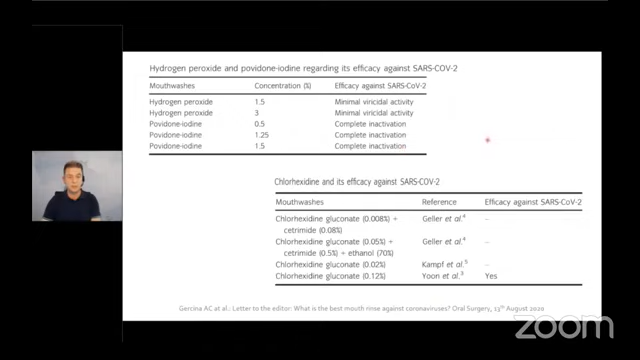 Hydrogen peroxide and povidone-iodine regarding its efficacy against SARS-COV-2
Mouthwashes Concentration (%) Efficacy against SARS-CoV-2
Hydrogen peroxide 1.5 Minimal viricidal activity
Hydrogen peroxide 3 Minimal viricidal activity
Povidone-iodine 0.5 Complete inactivation
Povidone-iodine 1.25 Complete inactivation
Povidone-iodine 1.5 Complete inactivation
Chlorhexidine and its efficacy against SARS-COV-2
Mouthwashes Reference Efficacy against SARS-CoV-2
Chlorhexidine gluconate (0.008%) + Geller et al.4 –
cetrimide (0.08%)
Chlorhexidine gluconate (0.05%) + Geller et al.4 –
cetrimide (0.5%) + ethanol (70%)
Chlorhexidine gluconate (0.02%) Kampf et al.5 –
Chlorhexidine gluconate (0.12%) Yoon et al.3 Yes
Gercina AC at al.: Letter to the editor: What is the best mouth rinse against coronaviruses? Oral Surgery, 13th August 2020
zoom